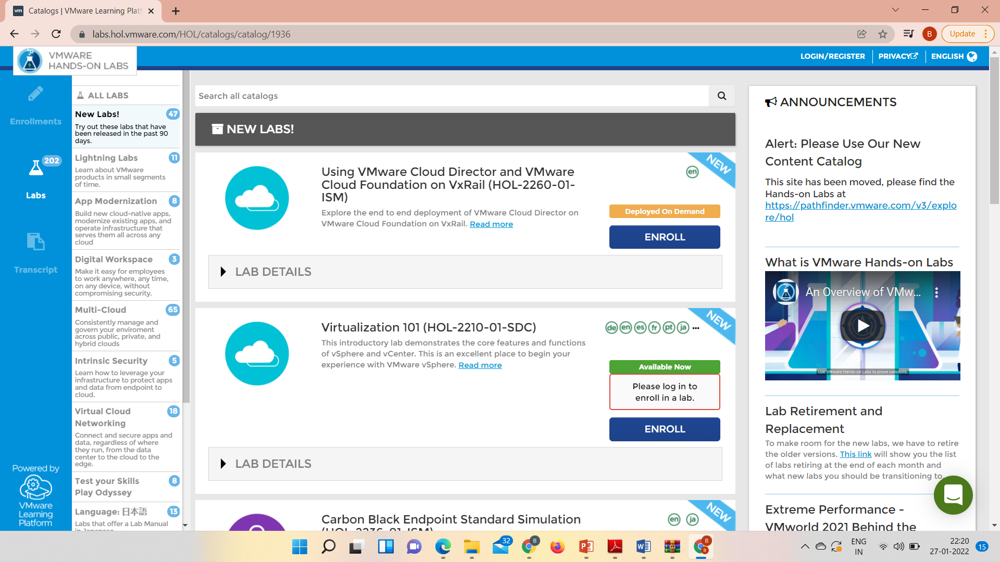 Catalogs | VMware Learning Platf
labs.hol.vmware.com/HOL/catalogs/catalog/1936
B
Update
VMWARE
HANDS-ON LABS
LOGIN/REGISTER
PRIVACY
ENGLISH
Enrollments
202
Labs
Transcript
Powered by
VMware
Learning
Platform
ALL LABS
New Labs!
47
Try out these labs that have
been released in the past 90
days.
Lightning Labs
11
Learn about VMware
products in small segments
of time.
App Modernization
8
Build new cloud-native apps,
modernize existing apps, and
operate infrastructure that
serves them all across any
cloud
Digital Workspace
3
Make it easy for employees
to work anywhere, any time,
on any device, without
compromising security.
Multi-Cloud
65
Consistently manage and
govern your enviroment
across public, private, and
hybrid clouds
Intrinsic Security
5
Learn how to leverage your
infrastructure to protect apps
and data from endpoint to
cloud.
Virtual Cloud
Networking
18
Connect and secure apps and
data, regardless of where
they run, from the data
center to the cloud to the
edge.
Test your Skills
Play Odyssey
8
Language: 日本語
13
Labs that offer a Lab Manual
in Japanese
Search all catalogs
NEW LABS!
Using VMware Cloud Director and VMware
Cloud Foundation on VxRail (HOL-2260-01-
ISM)
Explore the end to end deployment of VMware Cloud Director on
VMware Cloud Foundation on VxRail. Read more
en
NEW
Deployed On Demand
ENROLL
LAB DETAILS
Virtualization 101 (HOL-2210-01-SDC)
This introductory lab demonstrates the core features and functions
of vSphere and vCenter. This is an excellent place to begin your
experience with VMware vSphere. Read more
de en es fr pt ja ...
NEW
Available Now
Please log in to
enroll in a lab.
ENROLL
LAB DETAILS
Carbon Black Endpoint Standard Simulation
(HOL-2236-01-ISM)
en ja
NEW
ANNOUNCEMENTS
Alert: Please Use Our New
Content Catalog
This site has been moved, please find the
Hands-on Labs at
https://pathfinder.vmware.com/v3/explo
re/hol
What is VMware Hands-on Labs
An Overview of VMw...
Use VMware Hands-on Labs to prove concepts,
Lab Retirement and
Replacement
To make room for the new labs, we have to retire
the older versions. This link will show you the list
of labs retiring at the end of each month and
what new labs you should be transitioning to.
Extreme Performance -
VMworld 2021 Behind the
32
ENG
IN
22:20
27-01-2022
15